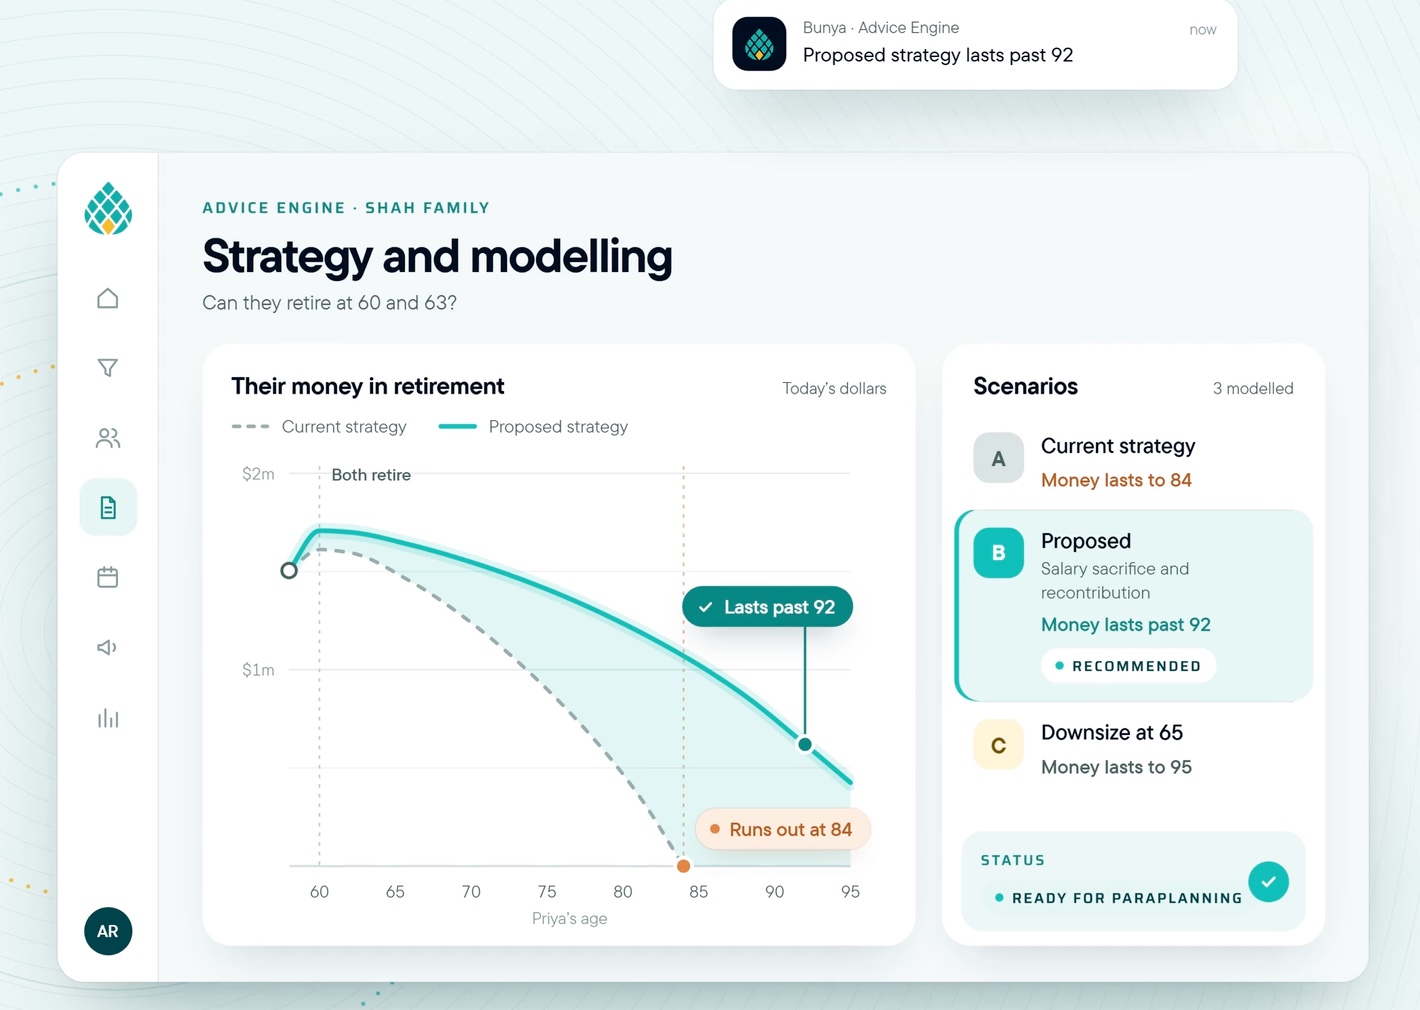 Bunya · Advice Engine
now
Proposed strategy lasts past 92
ADVICE ENGINE · SHAH FAMILY
Strategy and modelling
Can they retire at 60 and 63?
Their money in retirement
Today's dollars
Current strategy
Proposed strategy
$2m
Both retire
Lasts past 92
$1m
Runs out at 84
60 65 70 75 80 85 90 95
Priya's age
Scenarios
3 modelled
A
Current strategy
Money lasts to 84
B
Proposed
Salary sacrifice and
recontribution
Money lasts past 92
RECOMMENDED
C
Downsize at 65
Money lasts to 95
STATUS
READY FOR PARAPLANNING
AR